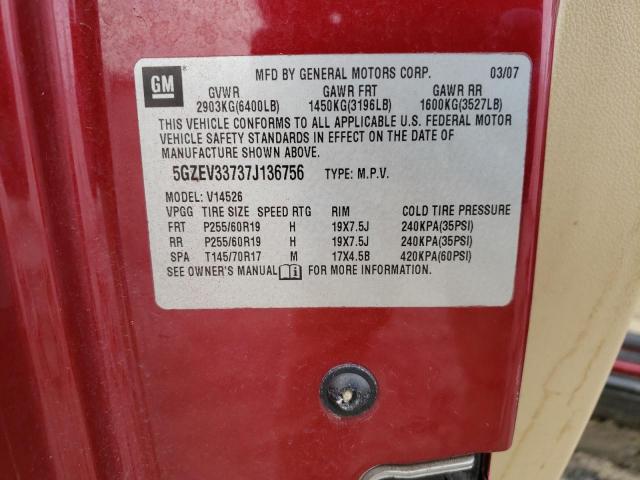 GM
MFD BY GENERAL MOTORS CORP. 03/07
GVWR GAWR FRT GAWR RR
2903KG(6400LB) 1450KG(3196LB) 1600KG(3527LB)
THIS VEHICLE CONFORMS TO ALL APPLICABLE U.S. FEDERAL MOTOR
VEHICLE SAFETY STANDARDS IN EFFECT ON THE DATE OF
MANUFACTURE SHOWN ABOVE.
5GZEV33737J136756 TYPE: M.P.V.
MODEL: V14526
VPGG TIRE SIZE SPEED RTG RIM COLD TIRE PRESSURE
FRT P255/60R19 H 19X7.5J 240KPA(35PSI)
RR P255/60R19 H 19X7.5J 240KPA(35PSI)
SPA T145/70R17 M 17X4.5B 420KPA(60PSI)
SEE OWNER'S MANUAL FOR MORE INFORMATION.